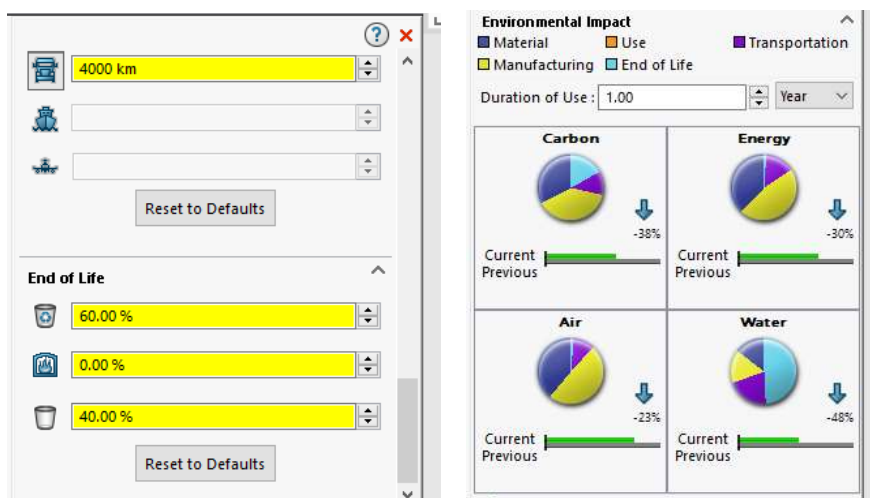 4000 km
Reset to Defaults
End of Life
60.00 %
0.00 %
40.00 %
Reset to Defaults
Environmental Impact
Material Use Transportation
Manufacturing End of Life
Duration of Use : 1.00 Year
Carbon Energy
-38% -30%
Current Current
Previous Previous
Air Water
-23% -48%
Current Current
Previous Previous